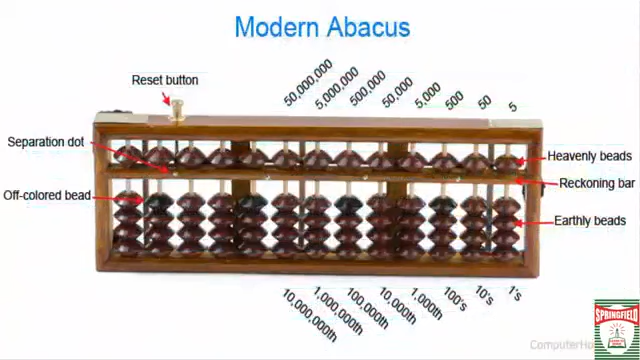 Modern Abacus
Reset button
50,000,000
5,000,000
500,000
50,000
5,000
500
50
5
Separation dot
Heavenly beads
Reckoning bar
Off-colored bead
Earthly beads
10,000,000th
1,000,000th
100,000th
10,000th
1,000th
100's
10's
1's
SPRINGFIELD